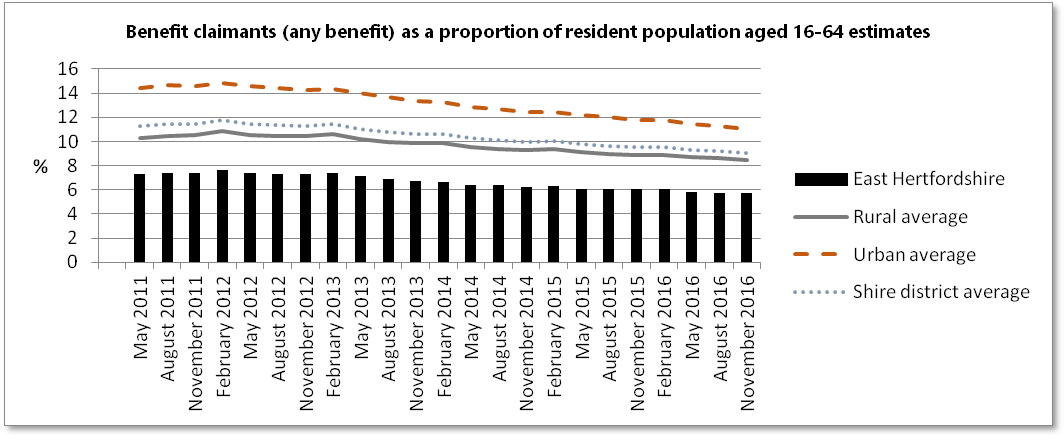 Benefit claimants (any benefit) as a proportion of resident population aged 16-64 estimates
16
14
12
10
8
6
4
2
0
%
May 2011
August 2011
November 2011
February 2012
May 2012
August 2012
November 2012
February 2013
May 2013
August 2013
November 2013
February 2014
May 2014
August 2014
November 2014
February 2015
May 2015
August 2015
November 2015
February 2016
May 2016
August 2016
November 2016
East Hertfordshire
Rural average
Urban average
Shire district average